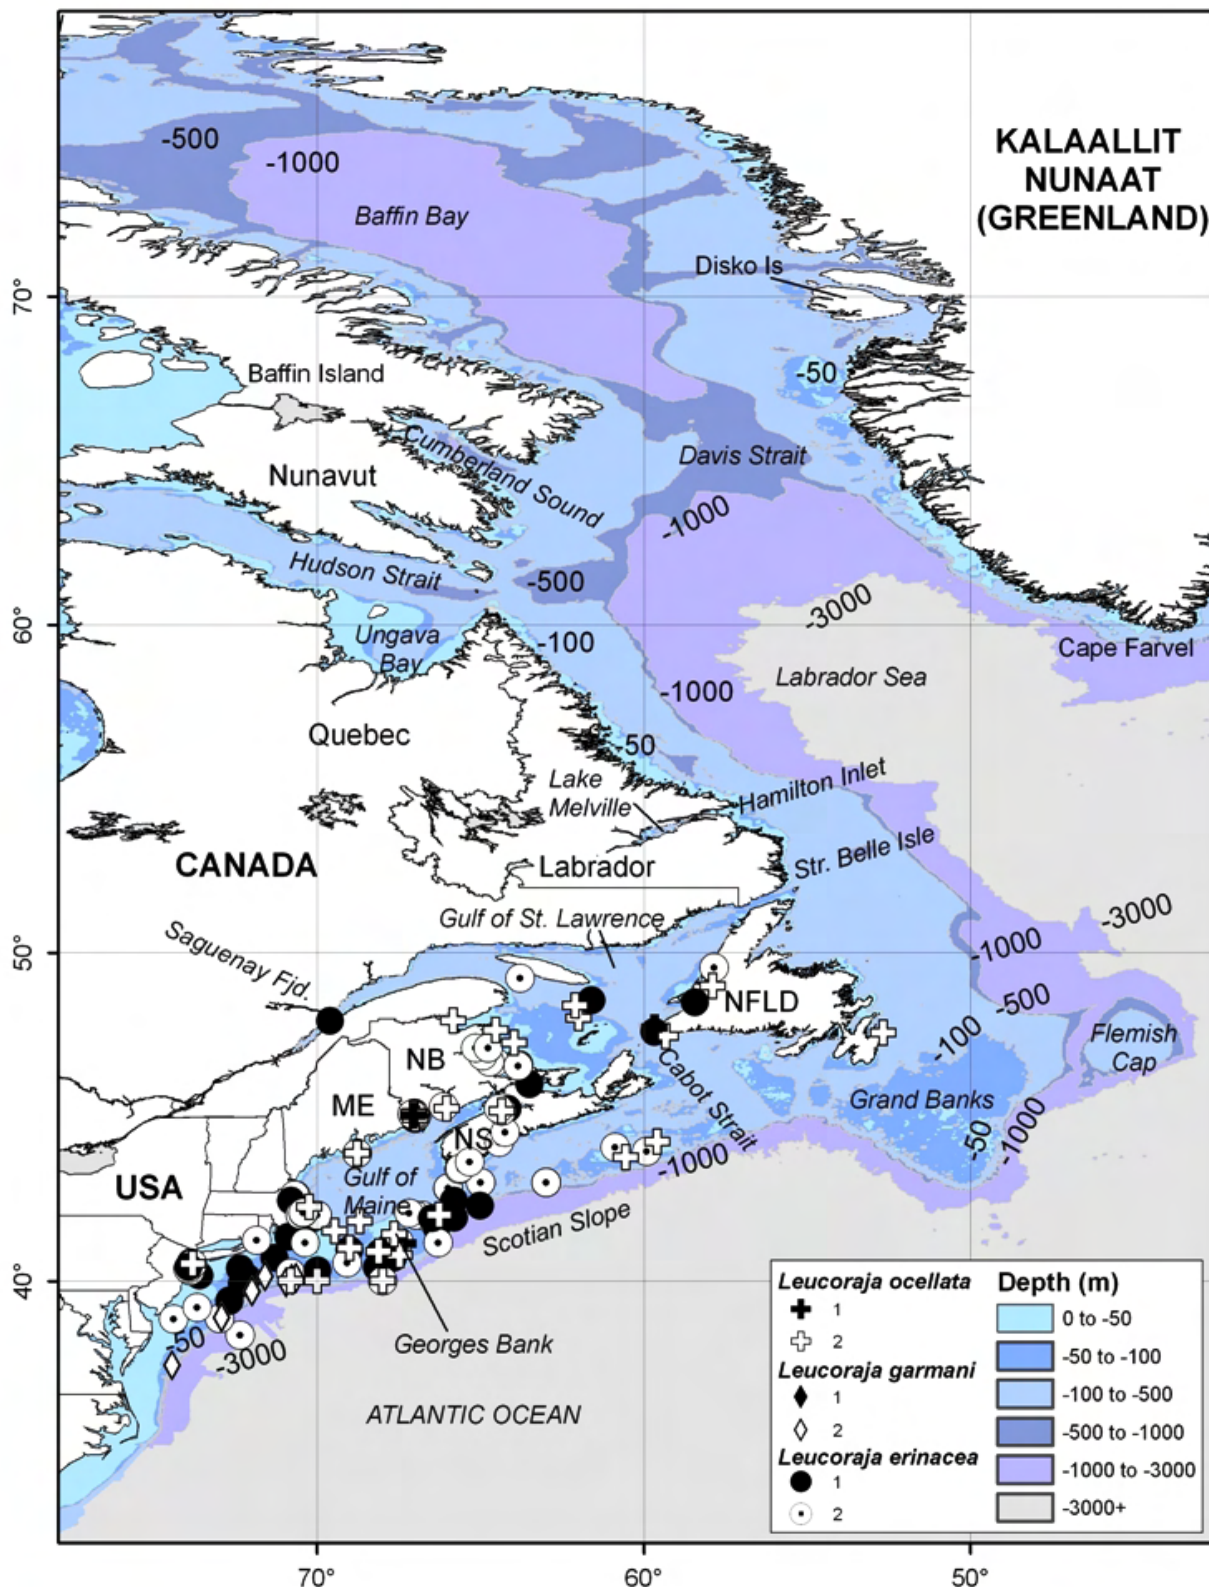 -500
-1000
Baffin Bay
KALAALLIT
NUNAAT
(GREENLAND)
Disko Is
70°
-50
Baffin Island
Cumberland Sound
Davis Strait
Nunavut
-1000
Hudson Strait
-500
-3000
60°
Ungava
Bay
-100
Cape Farvel
Labrador Sea
-1000
Quebec
-50
Lake
Melville
Hamilton Inlet
CANADA
Labrador
Str. Belle Isle
Gulf of St. Lawrence
-3000
Saguenay Fjd.
50°
-1000
-500
NFLD
-100
Flemish
Cap
NB
Cabot Strait
Grand Banks
ME
NS
-50
-1000
USA
Gulf of
Maine
-1000
Scotian Slope
40°
Georges Bank
-50
-3000
ATLANTIC OCEAN
Leucoraja ocellata
1
2
Leucoraja garmani
1
2
Leucoraja erinacea
1
2
Depth (m)
0 to -50
-50 to -100
-100 to -500
-500 to -1000
-1000 to -3000
-3000+
70°
60°
50°